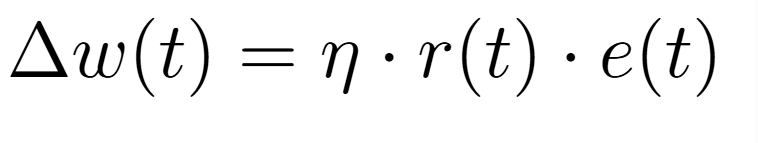 Δw(t) = η · r(t) · e(t)